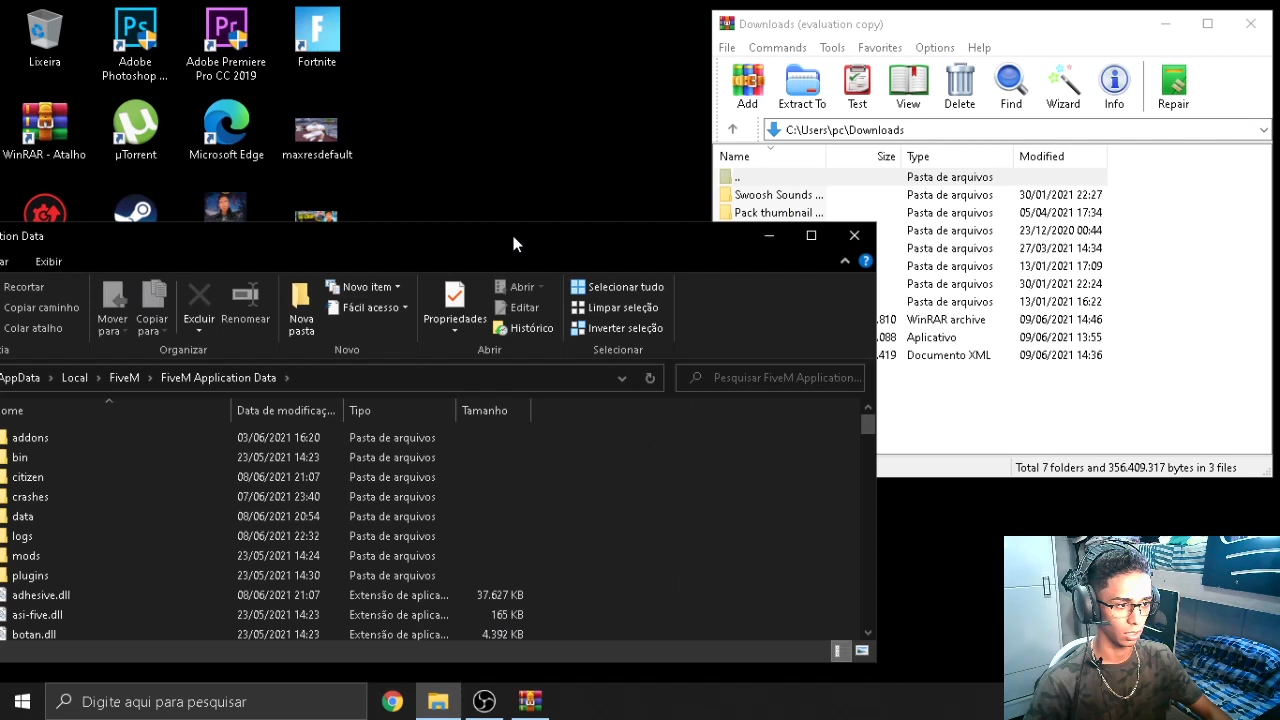 Lixeira
Adobe
Photoshop ...
Adobe Premiere
Pro CC 2019
Fortnite
WinRAR - Atalho
µTorrent
Microsoft Edge
maxresdefault
Downloads (evaluation copy)
File Commands Tools Favorites Options Help
Add Extract To Test View Delete Find Wizard Info Repair
C:\Users\pc\Downloads
Name Size Type Modified
.. Pasta de arquivos
Swoosh Sounds ... Pasta de arquivos 30/01/2021 22:27
Pack thumbnail ... Pasta de arquivos 05/04/2021 17:34
Pasta de arquivos 23/12/2020 00:44
Pasta de arquivos 27/03/2021 14:34
Pasta de arquivos 13/01/2021 17:09
Pasta de arquivos 30/01/2021 22:24
Pasta de arquivos 13/01/2021 16:22
.810 WinRAR archive 09/06/2021 14:46
.088 Aplicativo 09/06/2021 13:55
.419 Documento XML 09/06/2021 14:36
Total 7 folders and 356.409.317 bytes in 3 files
tion Data
ar Exibir
Recortar
Copiar caminho
Colar atalho
Mover
para
Copiar
para
Excluir
Renomear
Organizar
Nova
pasta
Novo item
Fácil acesso
Novo
Propriedades
Abrir
Editar
Histórico
Abrir
Selecionar tudo
Limpar seleção
Inverter seleção
Selecionar
AppData > Local > FiveM > FiveM Application Data >
Pesquisar FiveM Application...
ome Data de modificaç... Tipo Tamanho
addons 03/06/2021 16:20 Pasta de arquivos
bin 23/05/2021 14:23 Pasta de arquivos
citizen 08/06/2021 21:07 Pasta de arquivos
crashes 07/06/2021 23:40 Pasta de arquivos
data 08/06/2021 20:54 Pasta de arquivos
logs 08/06/2021 22:32 Pasta de arquivos
mods 23/05/2021 14:24 Pasta de arquivos
plugins 23/05/2021 14:30 Pasta de arquivos
adhesive.dll 08/06/2021 21:07 Extensão de aplica... 37.627 KB
asi-five.dll 23/05/2021 14:23 Extensão de aplica... 165 KB
botan.dll 23/05/2021 14:23 Extensão de aplica... 4.392 KB
Digite aqui para pesquisar